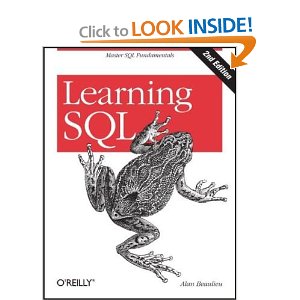 Click to LOOK INSIDE!
Master SQL Fundamentals
2nd Edition
Learning
SQL
O'REILLY®
Alan Beaulieu